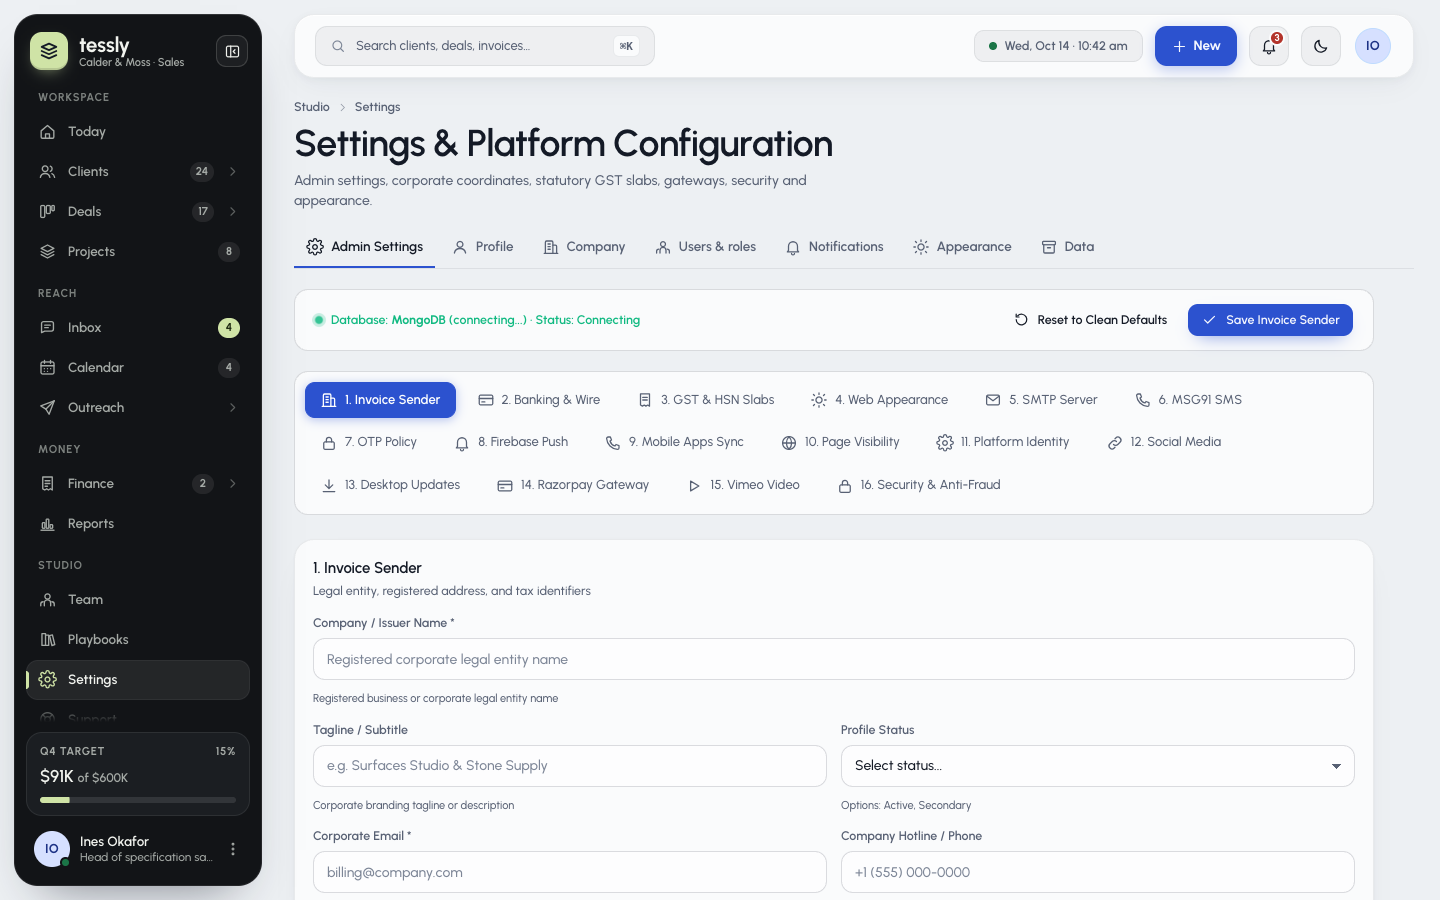 tessly
Calder & Moss · Sales
WORKSPACE
Today
Clients 24
Deals 17
Projects 8
REACH
Inbox 4
Calendar 4
Outreach
MONEY
Finance 2
Reports
STUDIO
Team
Playbooks
Settings
Support
Q4 TARGET 15%
$91K of $600K
IO
Ines Okafor
Head of specification sa...
Search clients, deals, invoices... ⌘K
Wed, Oct 14 · 10:42 am
New
3
IO
Studio > Settings
Settings & Platform Configuration
Admin settings, corporate coordinates, statutory GST slabs, gateways, security and
appearance.
Admin Settings Profile Company Users & roles Notifications Appearance Data
Database: MongoDB (connecting...) · Status: Connecting
Reset to Clean Defaults
Save Invoice Sender
1. Invoice Sender 2. Banking & Wire 3. GST & HSN Slabs 4. Web Appearance 5. SMTP Server 6. MSG91 SMS
7. OTP Policy 8. Firebase Push 9. Mobile Apps Sync 10. Page Visibility 11. Platform Identity 12. Social Media
13. Desktop Updates 14. Razorpay Gateway 15. Vimeo Video 16. Security & Anti-Fraud
1. Invoice Sender
Legal entity, registered address, and tax identifiers
Company / Issuer Name *
Registered corporate legal entity name
Registered business or corporate legal entity name
Tagline / Subtitle
e.g. Surfaces Studio & Stone Supply
Corporate branding tagline or description
Profile Status
Select status...
Options: Active, Secondary
Corporate Email *
billing@company.com
Company Hotline / Phone
+1 (555) 000-0000